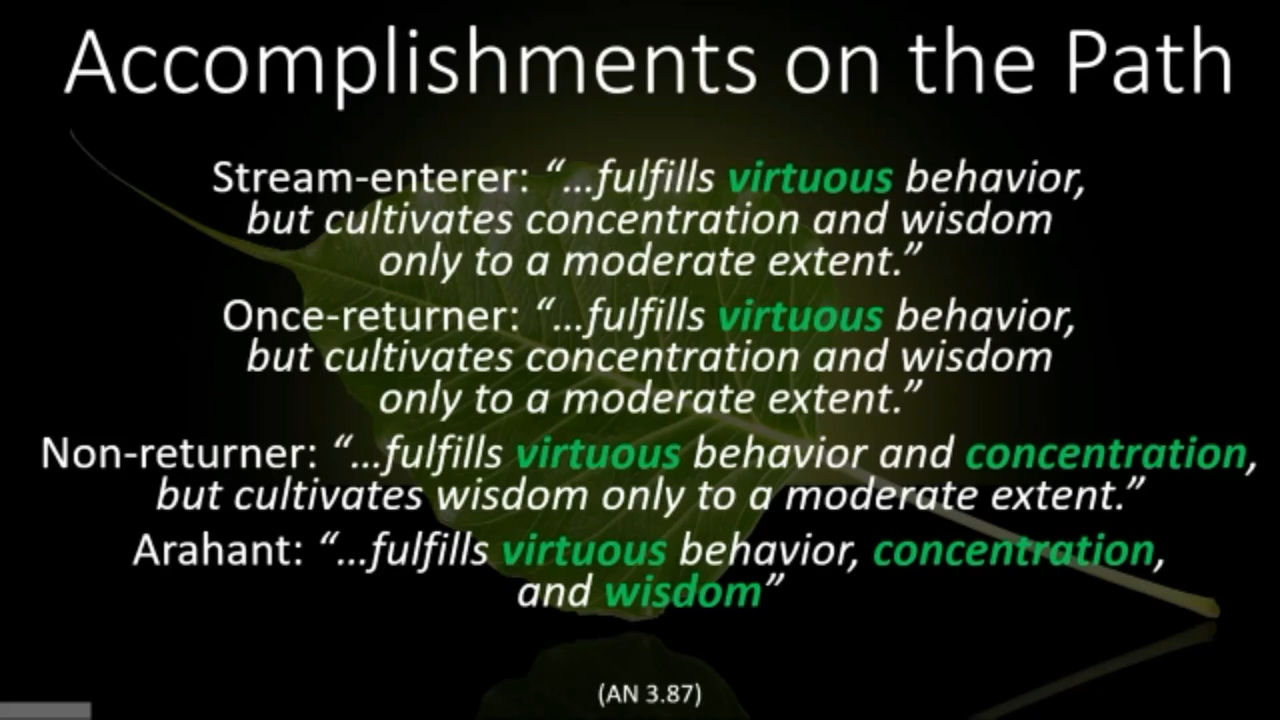 Accomplishments on the Path
Stream-enterer: “…fulfills virtuous behavior,
but cultivates concentration and wisdom
only to a moderate extent.”
Once-returner: “…fulfills virtuous behavior,
but cultivates concentration and wisdom
only to a moderate extent.”
Non-returner: “…fulfills virtuous behavior and concentration,
but cultivates wisdom only to a moderate extent.”
Arahant: “…fulfills virtuous behavior, concentration,
and wisdom”
(AN 3.87)